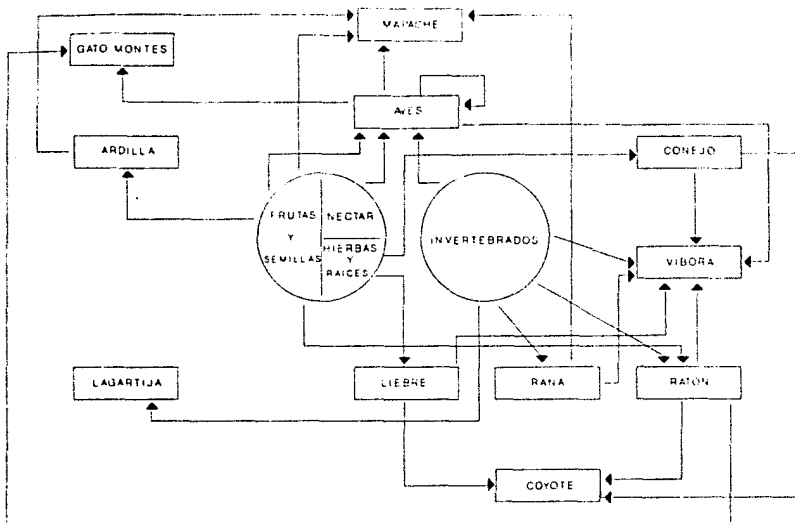 MAPACHE
GATO MONTES
AVES
ARDILLA
CONEJO
FRUTAS
Y
SEMILLAS
NECTAR
HIERBAS
Y
RAICES
INVERTEBRADOS
VIBORA
LAGARTIJA
LIEBRE
RANA
RATON
COYOTE